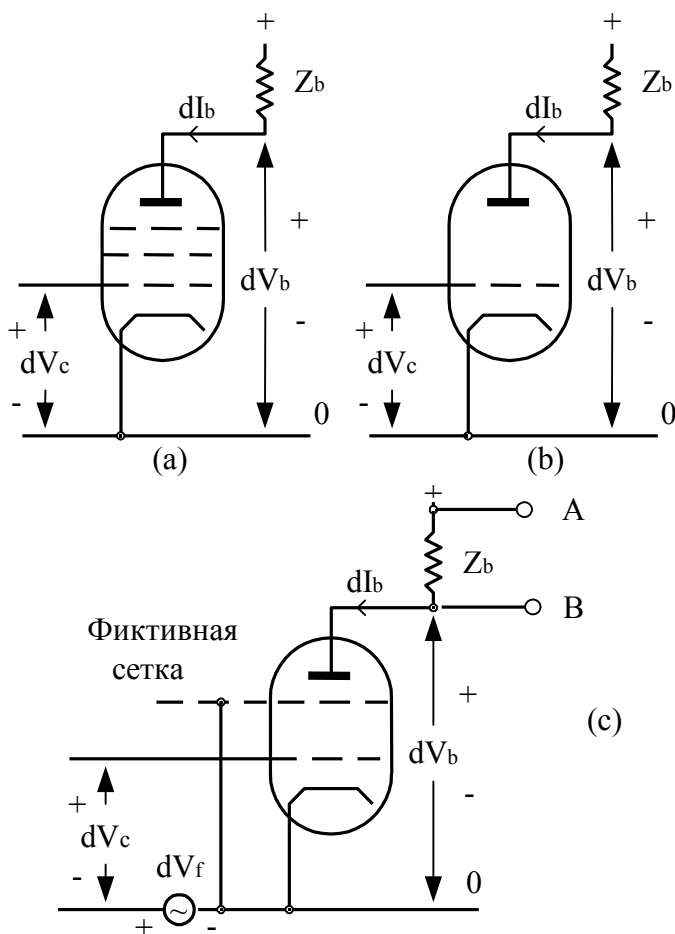 + +
Zb Zb
dIb dIb
+ +
dVb dVb
+ - + -
dVc dVc
- 0 - 0
(a) (b)
+ A
Zb
dIb
B
Фиктивная
сетка
+ (c)
dVb
+ -
dVc
- dVf 0
+ ~ -